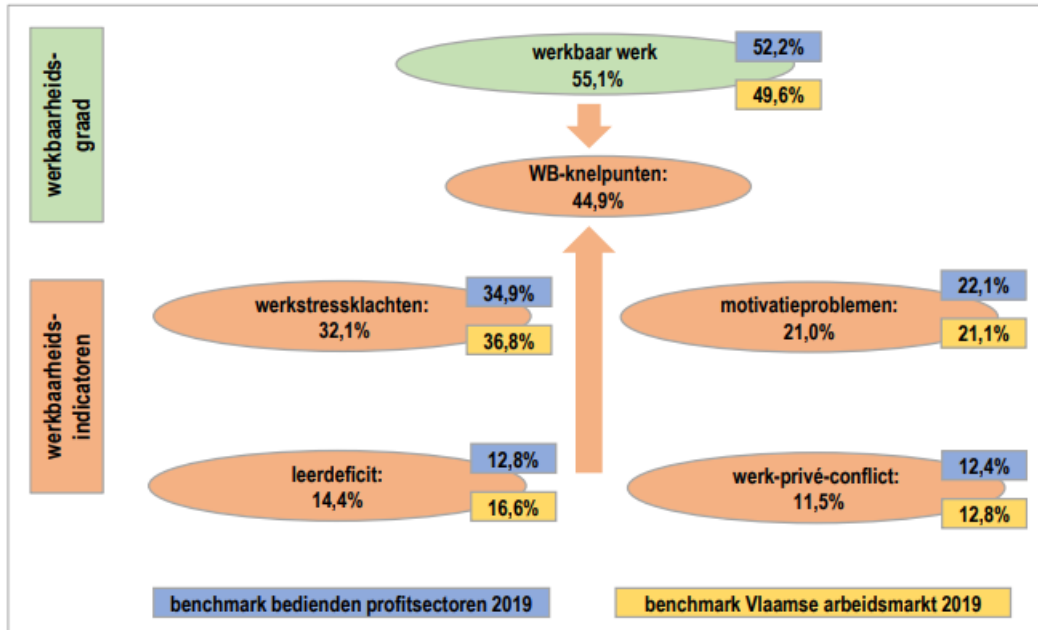 werkbaarheids-
graad
werkbaar werk
55,1%
52,2%
49,6%
WB-knelpunten:
44,9%
werkbaarheids-
indicatoren
werkstressklachten:
32,1%
34,9%
36,8%
motivatieproblemen:
21,0%
22,1%
21,1%
leerdeficit:
14,4%
12,8%
16,6%
werk-privé-conflict:
11,5%
12,4%
12,8%
benchmark bedienden profitsectoren 2019
benchmark Vlaamse arbeidsmarkt 2019